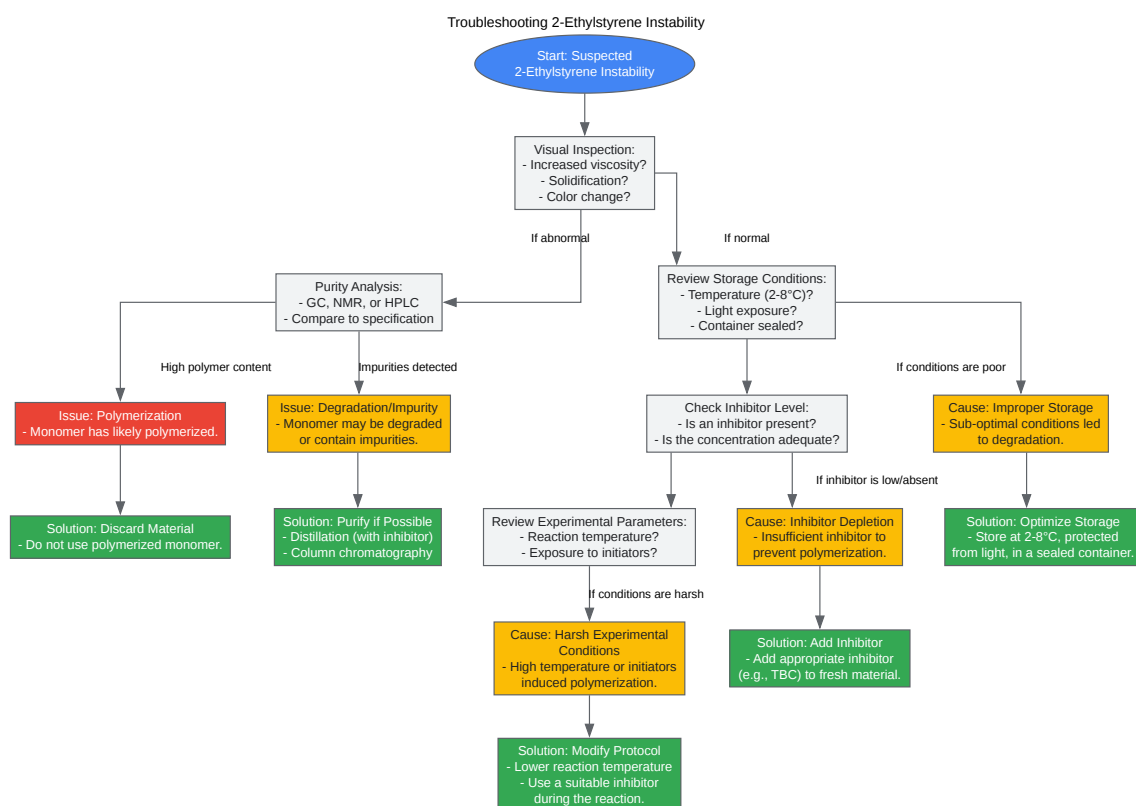 Troubleshooting 2-Ethylstyrene Instability
Start: Suspected
2-Ethylstyrene Instability
Visual Inspection:
- Increased viscosity?
- Solidification?
- Color change?
If abnormal
If normal
Purity Analysis:
- GC, NMR, or HPLC
- Compare to specification
Review Storage Conditions:
- Temperature (2-8°C)?
- Light exposure?
- Container sealed?
High polymer content
Impurities detected
If conditions are poor
Issue: Polymerization
- Monomer has likely polymerized.
Issue: Degradation/Impurity
- Monomer may be degraded
or contain impurities.
Check Inhibitor Level:
- Is an inhibitor present?
- Is the concentration adequate?
Cause: Improper Storage
- Sub-optimal conditions led
to degradation.
If inhibitor is low/absent
Solution: Discard Material
- Do not use polymerized monomer.
Solution: Purify if Possible
- Distillation (with inhibitor)
- Column chromatography
Review Experimental Parameters:
- Reaction temperature?
- Exposure to initiators?
Cause: Inhibitor Depletion
- Insufficient inhibitor to
prevent polymerization.
Solution: Optimize Storage
- Store at 2-8°C, protected
from light, in a sealed container.
If conditions are harsh
Cause: Harsh Experimental
Conditions
- High temperature or initiators
induced polymerization.
Solution: Add Inhibitor
- Add appropriate inhibitor
(e.g., TBC) to fresh material.
Solution: Modify Protocol
- Lower reaction temperature
- Use a suitable inhibitor
during the reaction.